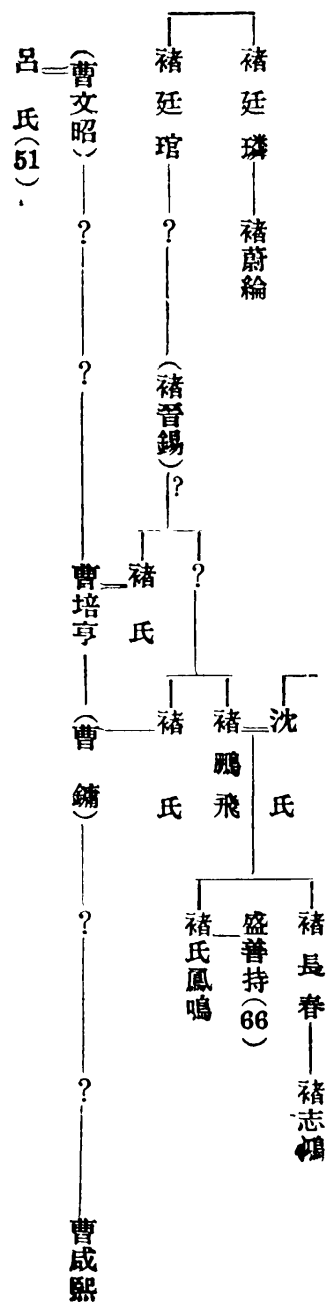 褚廷璘
褚蔚綸
褚廷琯
?
(褚晉錫)?
(曹文昭)
呂氏(51)
?
?
?
褚氏
曹培亨
沈氏
褚鵬飛
褚氏
(曹鏞)
褚長春
褚志鴻
盛善持(66)
褚氏鳳鳴
?
?
曹咸熙